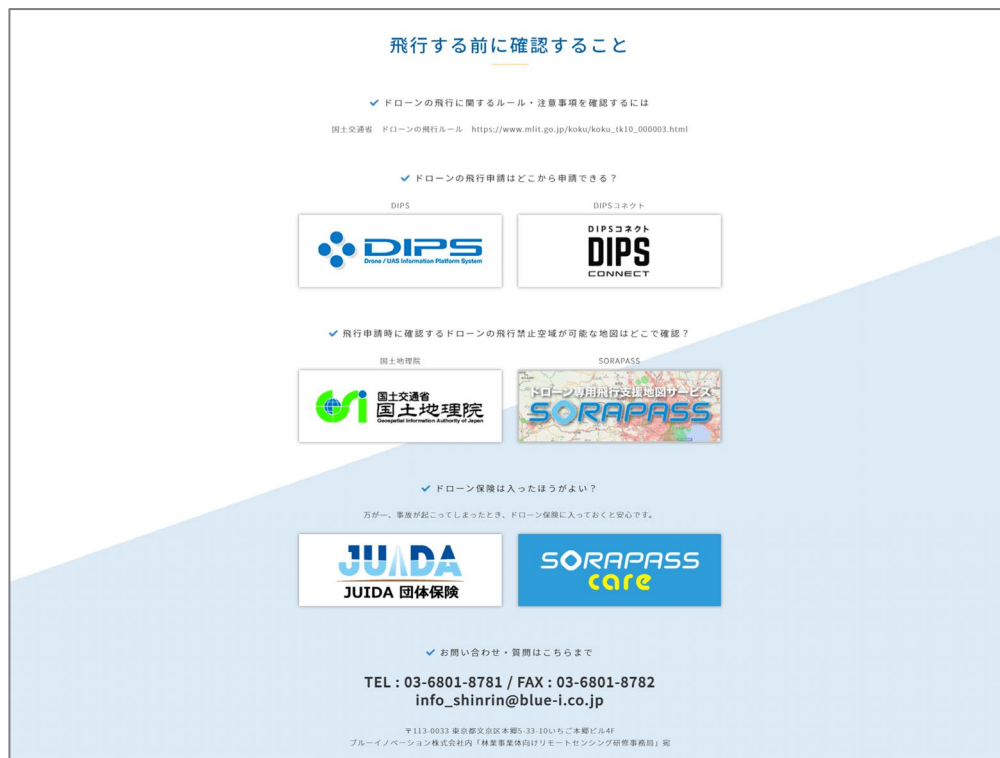 飛行する前に確認すること
ドローンの飛行に関するルール・注意事項を確認するには
国土交通省　ドローンの飛行ルール　https://www.mlit.go.jp/koku/koku_tk10_000003.html
ドローンの飛行申請はどこから申請できる？
DIPS
DIPSコネクト
DIPS
Drone / UAS Information Platform System
DIPSコネクト
DIPS
CONNECT
飛行申請時に確認するドローンの飛行禁止空域が可能な地図はどこで確認？
国土地理院
SORAPASS
国土交通省
国土地理院
Geospatial Information Authority of Japan
ドローン専用飛行支援地図サービス
SORAPASS
ドローン保険は入ったほうがよい？
万が一、事故が起こってしまったとき、ドローン保険に入っておくと安心です。
JUIDA
JUIDA 団体保険
SORAPASS
care
お問い合わせ・質問はこちらまで
TEL : 03-6801-8781 / FAX : 03-6801-8782
info_shinrin@blue-i.co.jp
〒113-0033 東京都文京区本郷5-33-10いちご本郷ビル4F
ブルーイノベーション株式会社内「林業事業体向けリモートセンシング研修事務局」宛